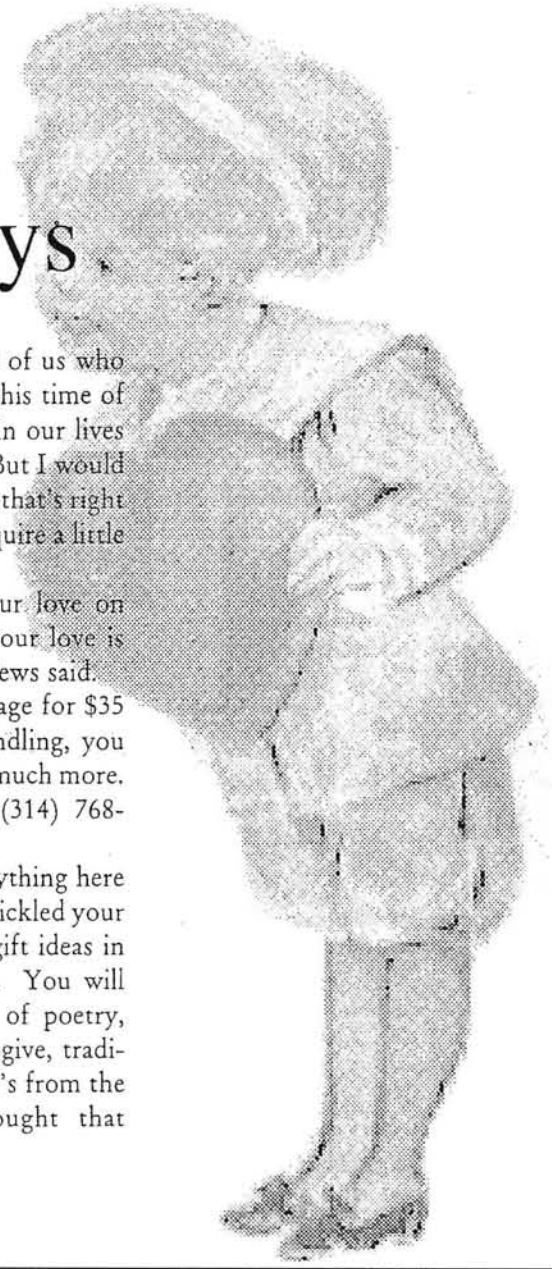 ys
of us who
his time of
n our lives
But I would
that's right
quire a little
ur love on
our love is
ews said.
age for $35
ndling, you
much more.
(314) 768-
ything here
tickled your
gift ideas in
You will
of poetry,
give, tradi-
's from the
ought that